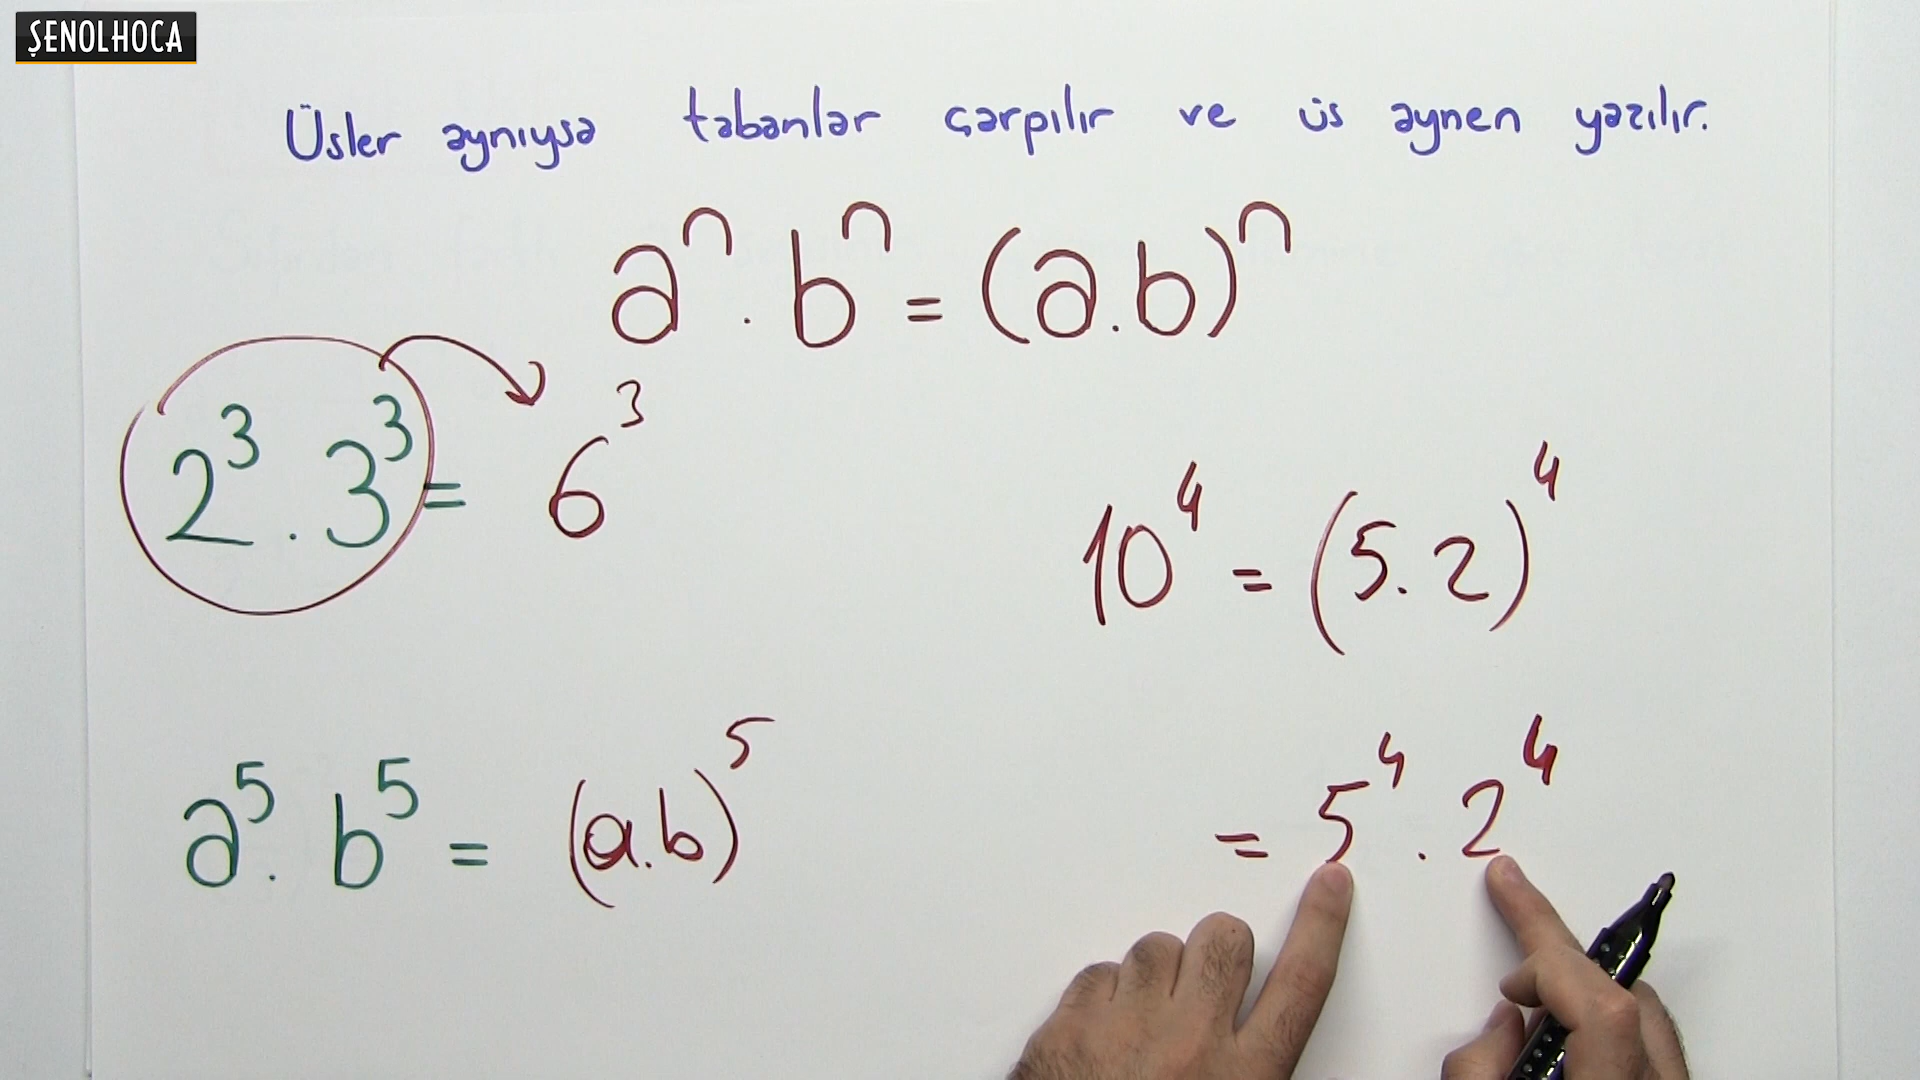 ŞENOLHOCA
Üsler aynıysa tabanlar çarpılır ve üs aynen yazılır.
aⁿ . bⁿ = (a.b)ⁿ
2³ . 3³ = 6³
10⁴ = (5.2)⁴
a⁵ . b⁵ = (a.b)⁵
= 5⁴ . 2⁴